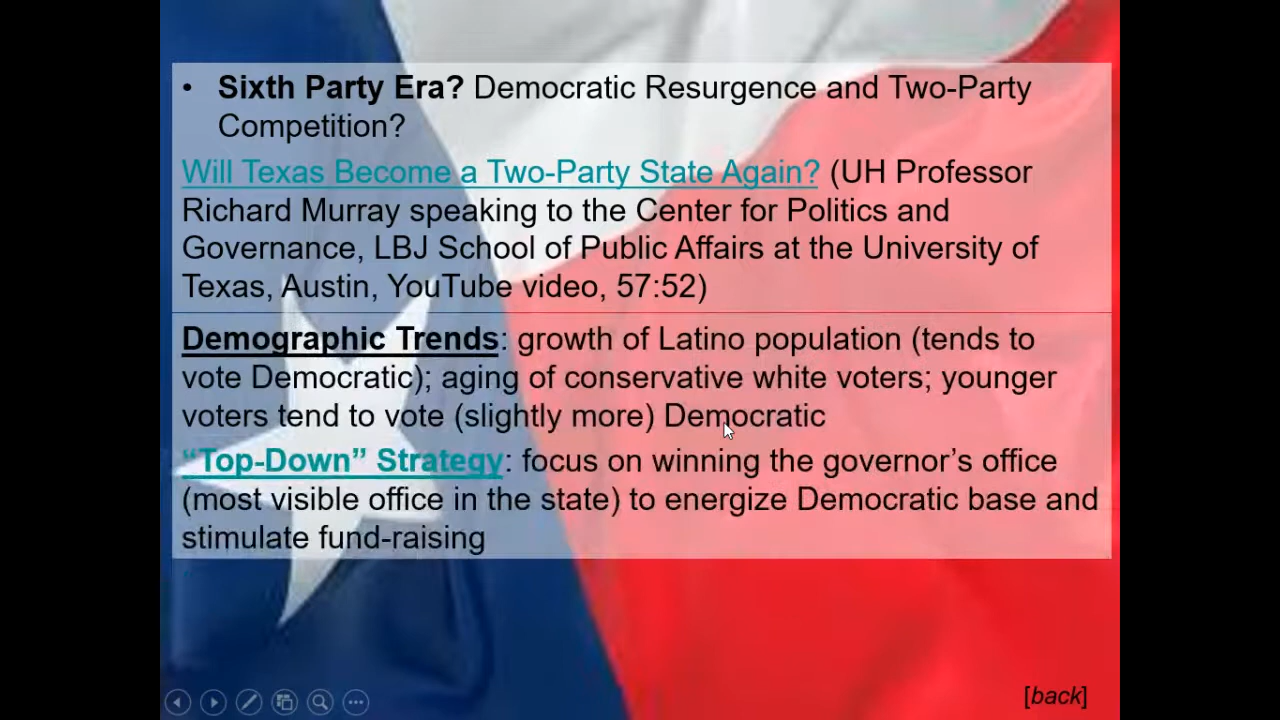 • Sixth Party Era? Democratic Resurgence and Two-Party
Competition?
Will Texas Become a Two-Party State Again? (UH Professor
Richard Murray speaking to the Center for Politics and
Governance, LBJ School of Public Affairs at the University of
Texas, Austin, YouTube video, 57:52)
Demographic Trends: growth of Latino population (tends to
vote Democratic); aging of conservative white voters; younger
voters tend to vote (slightly more) Democratic
“Top-Down” Strategy: focus on winning the governor’s office
(most visible office in the state) to energize Democratic base and
stimulate fund-raising
[back]